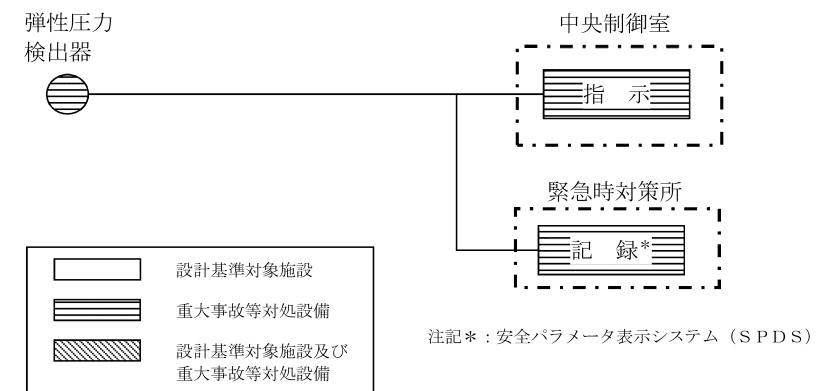 弾性圧力
検出器
中央制御室
指　示
緊急時対策所
記　録*
設計基準対象施設
重大事故等対処設備
設計基準対象施設及び
重大事故等対処設備
注記＊：安全パラメータ表示システム（ＳＰＤＳ）